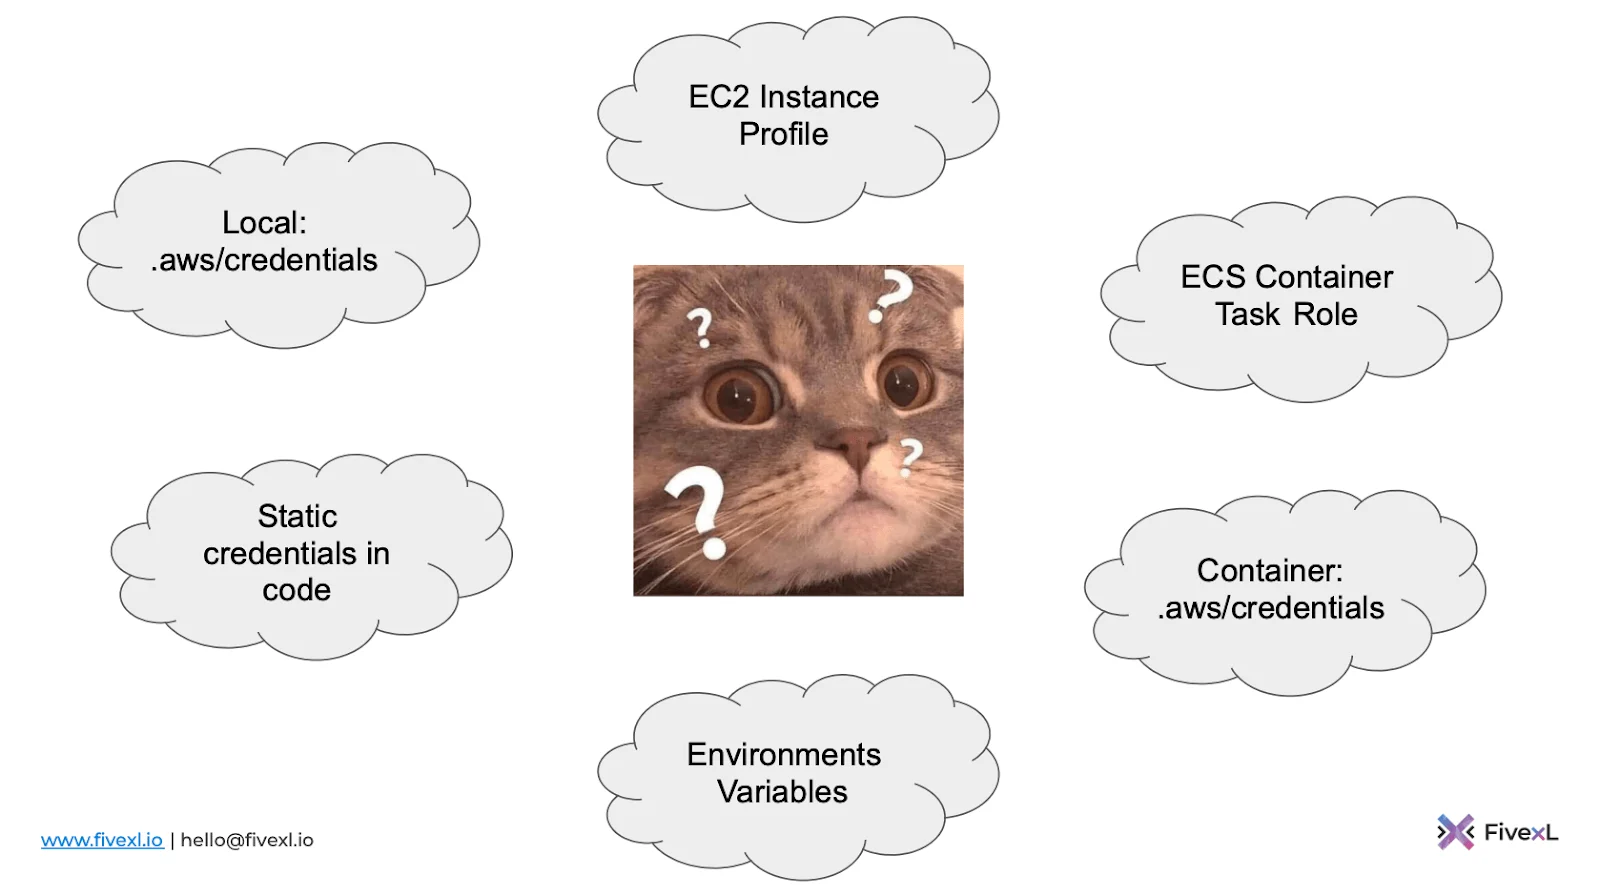 EC2 Instance
Profile
Local:
.aws/credentials
ECS Container
Task Role
? ? ? ?
Static
credentials in
code
Container:
.aws/credentials
Environments
Variables
www.fivexl.io | hello@fivexl.io
FivexL